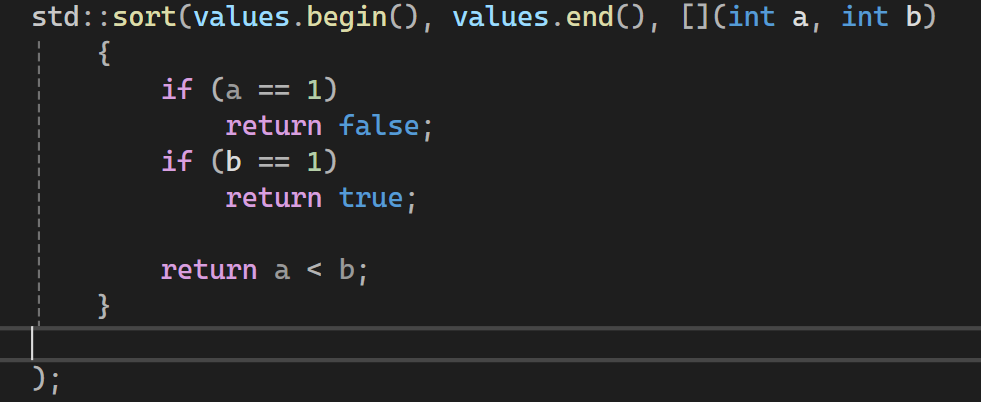 std::sort(values.begin(), values.end(), [](int a, int b)
{
if (a == 1)
return false;
if (b == 1)
return true;
return a < b;
}
);